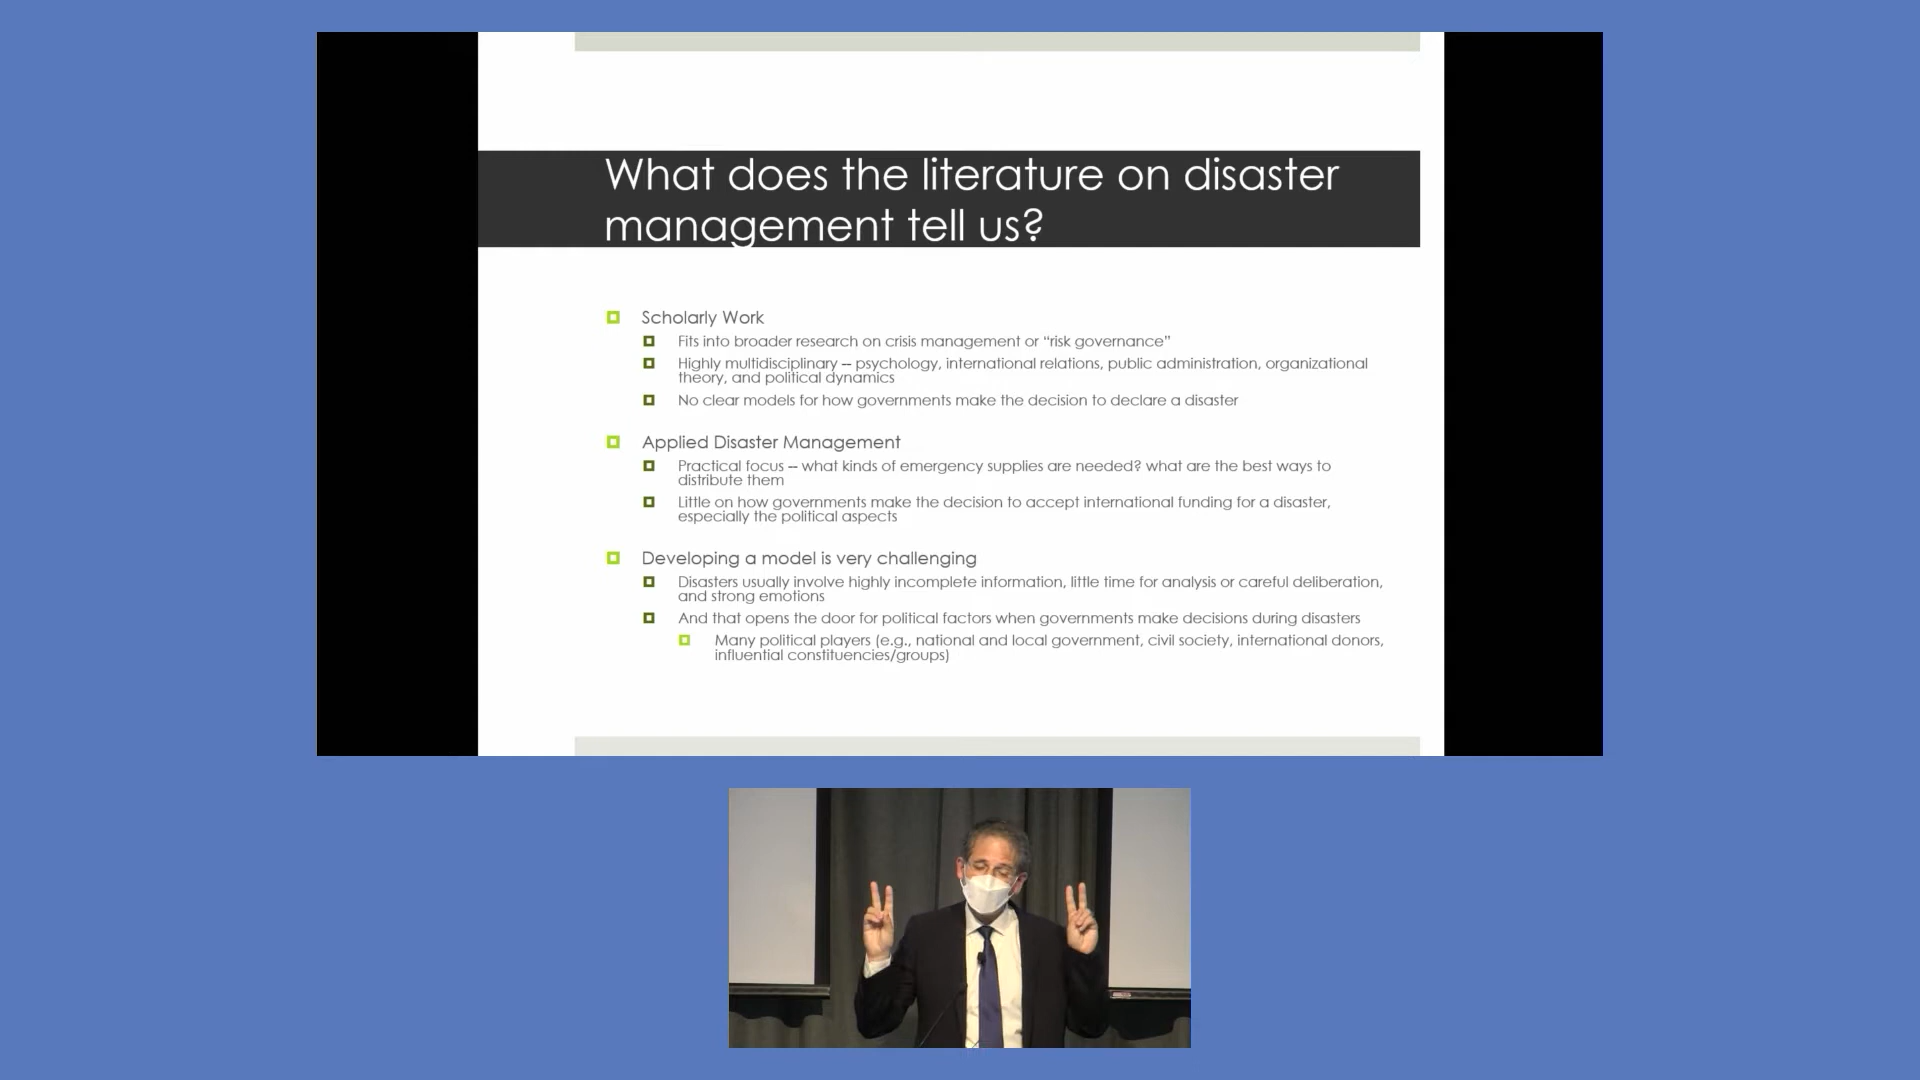 What does the literature on disaster
management tell us?
Scholarly Work
Fits into broader research on crisis management or “risk governance”
Highly multidisciplinary -- psychology, international relations, public administration, organizational
theory, and political dynamics
No clear models for how governments make the decision to declare a disaster
Applied Disaster Management
Practical focus -- what kinds of emergency supplies are needed? what are the best ways to
distribute them
Little on how governments make the decision to accept international funding for a disaster,
especially the political aspects
Developing a model is very challenging
Disasters usually involve highly incomplete information, little time for analysis or careful deliberation,
and strong emotions
And that opens the door for political factors when governments make decisions during disasters
Many political players (e.g., national and local government, civil society, international donors,
influential constituencies/groups)